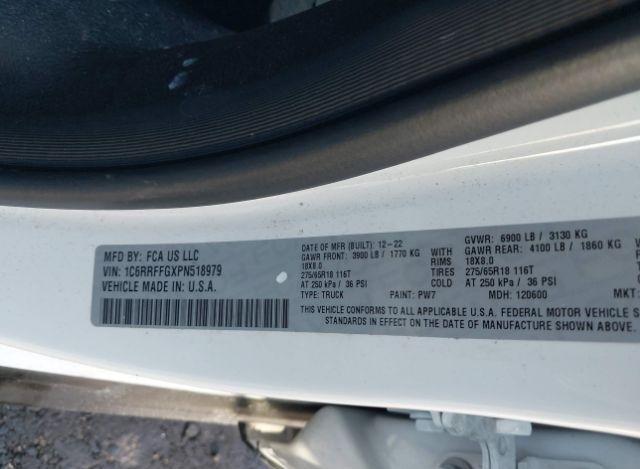 MFD BY: FCA US LLC
VIN: 1C6RRFFGXPN518979
VEHICLE MADE IN: U.S.A.
DATE OF MFR (BUILT): 12-22
GAWR FRONT: 3900 LB / 1770 KG WITH
18X8.0 RIMS
275/65R18 116T
AT 250 kPa / 36 PSI COLD
TYPE: TRUCK PAINT: PW7
GVWR: 6900 LB / 3130 KG
GAWR REAR: 4100 LB / 1860 KG
18X8.0
275/65R18 116T
AT 250 kPa / 36 PSI
MDH: 120600 MKT:
THIS VEHICLE CONFORMS TO ALL APPLICABLE U.S.A. FEDERAL MOTOR VEHICLE
STANDARDS IN EFFECT ON THE DATE OF MANUFACTURE SHOWN ABOVE.